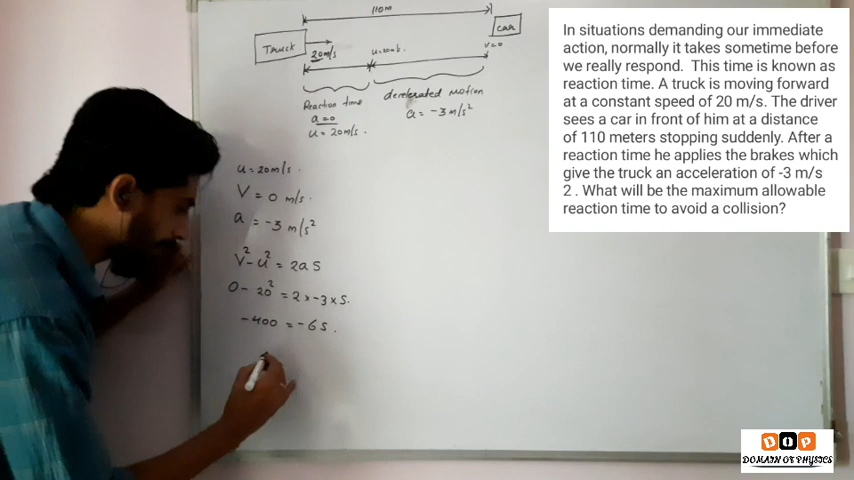 110m
Truck
car
20m/s
u=20m/s.
V=0
Reaction time
a=0
u = 20m/s.
decelerated motion
a = -3 m/s²
u = 20m/s.
V = 0 m/s.
a = -3 m/s²
V² - u² = 2as
0 - 20² = 2 × -3 × s.
-400 = -6s.
In situations demanding our immediate
action, normally it takes sometime before
we really respond. This time is known as
reaction time. A truck is moving forward
at a constant speed of 20 m/s. The driver
sees a car in front of him at a distance
of 110 meters stopping suddenly. After a
reaction time he applies the brakes which
give the truck an acceleration of -3 m/s
2 . What will be the maximum allowable
reaction time to avoid a collision?
DOP
DOMAIN OF PHYSICS